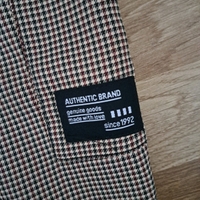 AUTHENTIC BRAND
genuine goods
made with love
since 1992